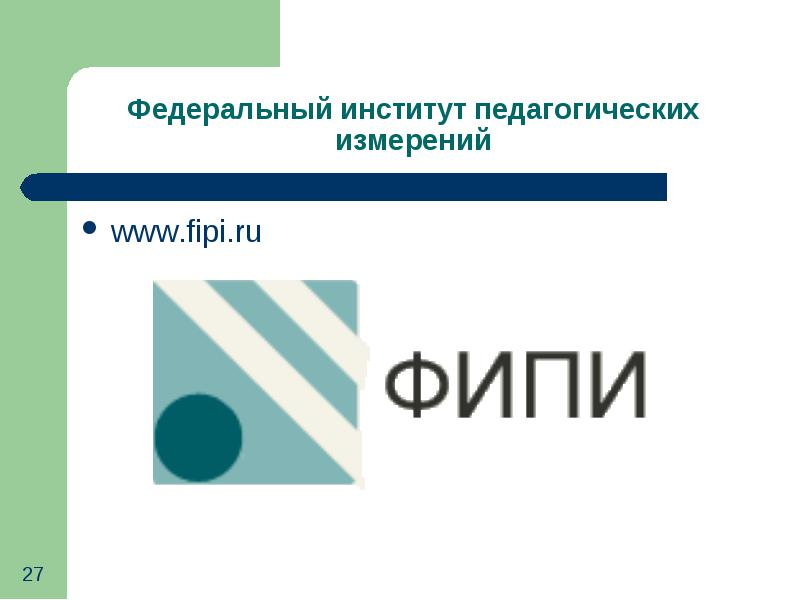 Федеральный институт педагогических
измерений
www.fipi.ru
ФИПИ
27